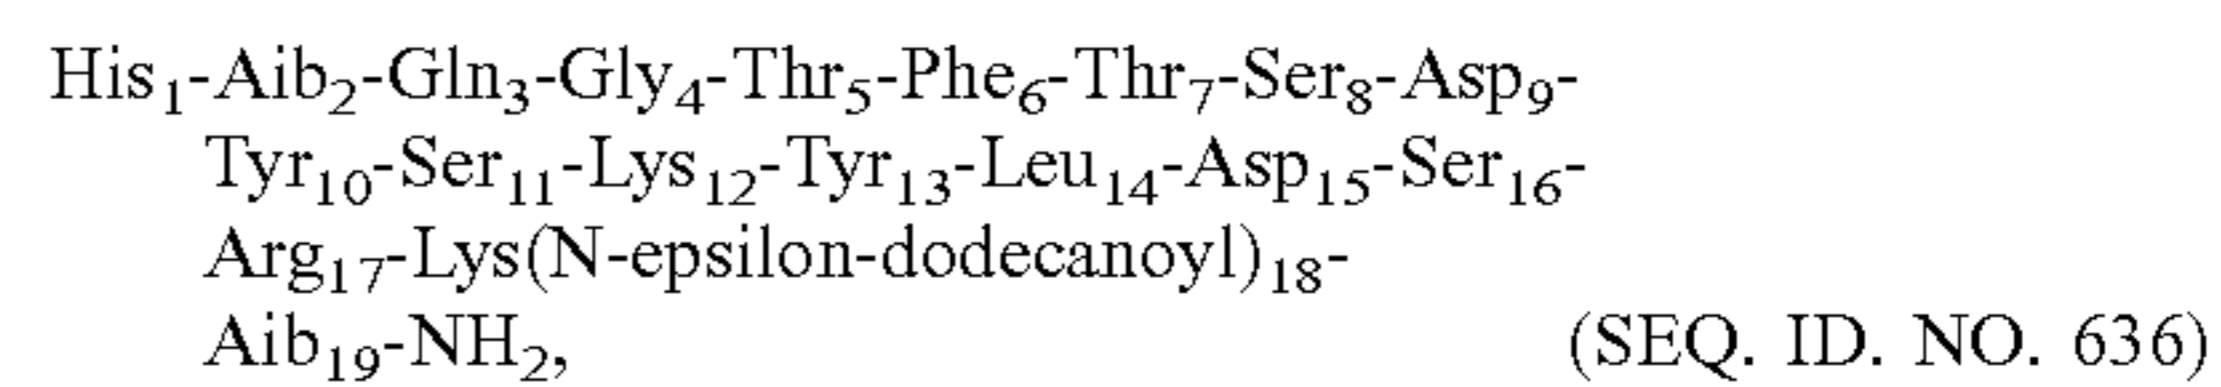 His₁-Aib₂-Gln₃-Gly₄-Thr₅-Phe₆-Thr₇-Ser₈-Asp₉-
Tyr₁₀-Ser₁₁-Lys₁₂-Tyr₁₃-Leu₁₄-Asp₁₅-Ser₁₆-
Arg₁₇-Lys(N-epsilon-dodecanoyl)₁₈-
Aib₁₉-NH₂, (SEQ. ID. NO. 636)